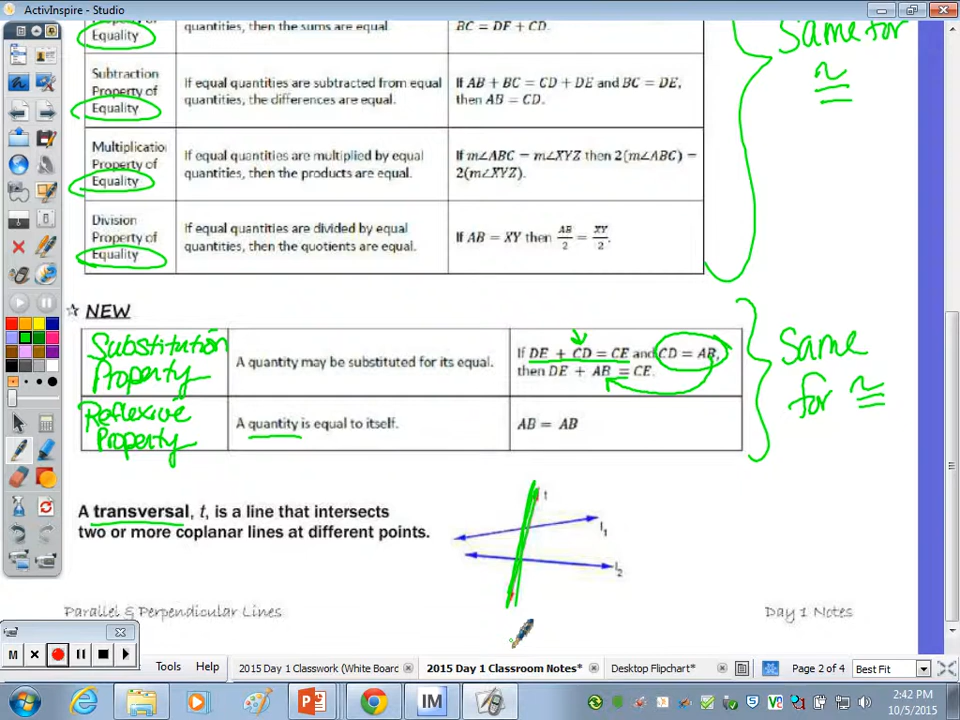 ActivInspire - Studio
Equality
quantities, then the sums are equal.
BC = DE + CD.
Same for
≅
Subtraction
Property of
Equality
If equal quantities are subtracted from equal
quantities, the differences are equal.
If AB + BC = CD + DE and BC = DE,
then AB = CD.
Multiplication
Property of
Equality
If equal quantities are multiplied by equal
quantities, then the products are equal.
If m∠ABC = m∠XYZ then 2(m∠ABC) =
2(m∠XYZ).
Division
Property of
Equality
If equal quantities are divided by equal
quantities, then the quotients are equal.
If AB = XY then AB/2 = XY/2.
☆ NEW
Substitution
Property
A quantity may be substituted for its equal.
If DE + CD = CE and CD = AB,
then DE + AB = CE.
Same
for ≅
Reflexive
Property
A quantity is equal to itself.
AB = AB
A transversal, t, is a line that intersects
two or more coplanar lines at different points.
t
l1
l2
Parallel & Perpendicular Lines
Day 1 Notes
M
Tools
Help
2015 Day 1 Classwork (White Board
2015 Day 1 Classroom Notes*
Desktop Flipchart*
Page 2 of 4
Best Fit
IM
2:42 PM
10/5/2015